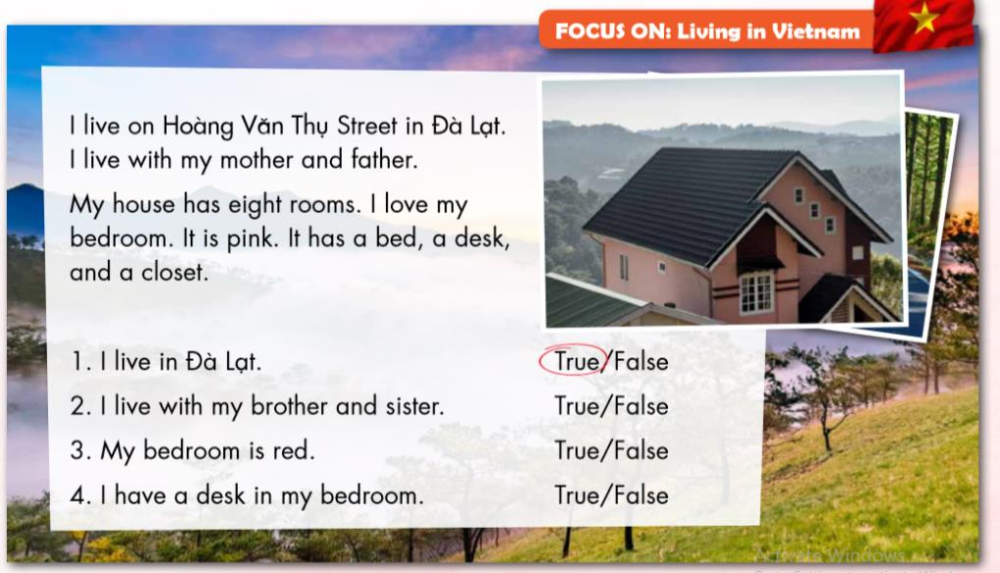 FOCUS ON: Living in Vietnam
I live on Hoàng Văn Thụ Street in Đà Lạt.
I live with my mother and father.
My house has eight rooms. I love my
bedroom. It is pink. It has a bed, a desk,
and a closet.
1. I live in Đà Lạt. True/False
2. I live with my brother and sister. True/False
3. My bedroom is red. True/False
4. I have a desk in my bedroom. True/False
Activate Windows